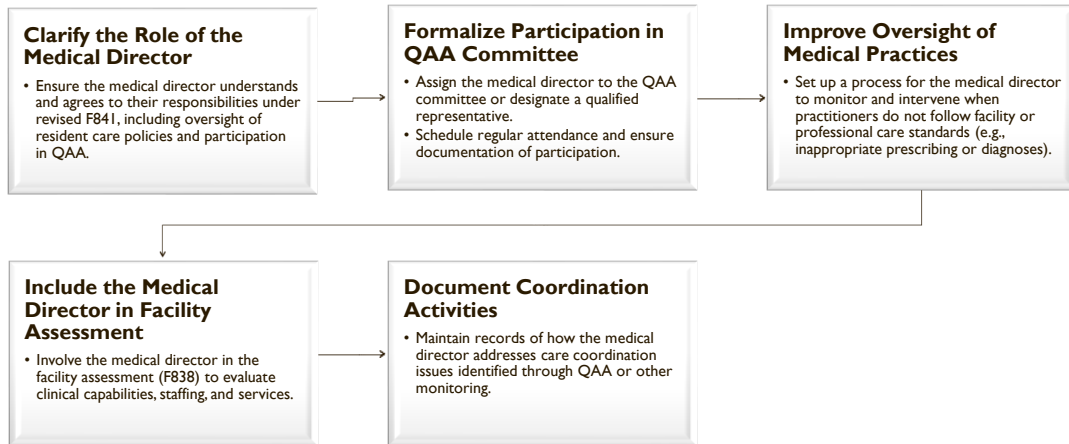 Clarify the Role of the
Medical Director
• Ensure the medical director understands
and agrees to their responsibilities under
revised F841, including oversight of
resident care policies and participation
in QAA.
Formalize Participation in
QAA Committee
• Assign the medical director to the QAA
committee or designate a qualified
representative.
• Schedule regular attendance and ensure
documentation of participation.
Improve Oversight of
Medical Practices
• Set up a process for the medical director
to monitor and intervene when
practitioners do not follow facility or
professional care standards (e.g.,
inappropriate prescribing or diagnoses).
Include the Medical
Director in Facility
Assessment
• Involve the medical director in the
facility assessment (F838) to evaluate
clinical capabilities, staffing, and services.
Document Coordination
Activities
• Maintain records of how the medical
director addresses care coordination
issues identified through QAA or other
monitoring.